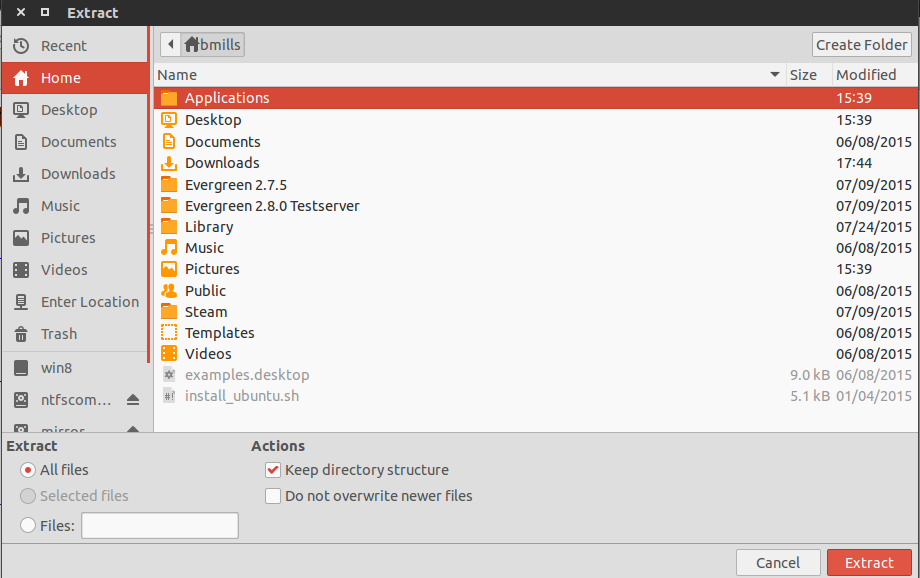 Extract
Recent
Home
Desktop
Documents
Downloads
Music
Pictures
Videos
Enter Location
Trash
win8
ntfscom...
mirror
bmills
Create Folder
Name Size Modified
Applications 15:39
Desktop 15:39
Documents 06/08/2015
Downloads 17:44
Evergreen 2.7.5 07/09/2015
Evergreen 2.8.0 Testserver 07/09/2015
Library 07/24/2015
Music 06/08/2015
Pictures 15:39
Public 06/08/2015
Steam 07/09/2015
Templates 06/08/2015
Videos 06/08/2015
examples.desktop 9.0 kB 06/08/2015
install_ubuntu.sh 5.1 kB 01/04/2015
Extract
All files
Selected files
Files:
Actions
Keep directory structure
Do not overwrite newer files
Cancel
Extract